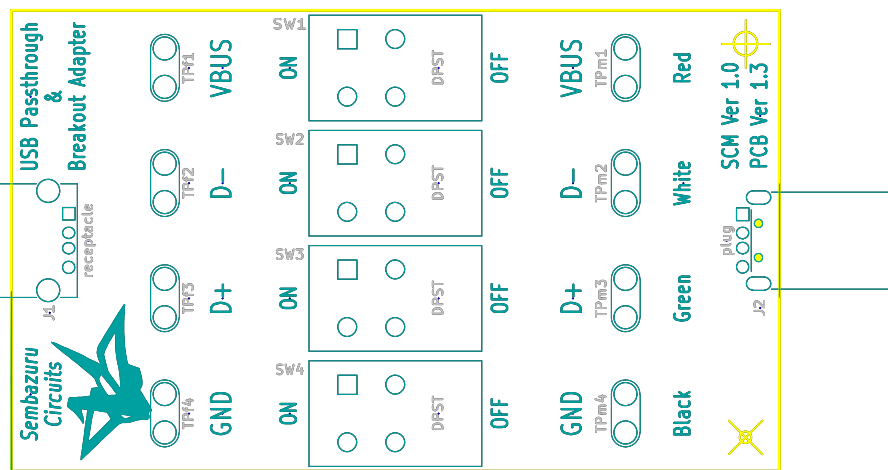 USB Passthrough
&
Breakout Adapter
J1
receptacle
Sembazuru
Circuits
TPf1
VBUS
TPf2
D-
TPf3
D+
TPf4
GND
SW1
ON
DPST
OFF
SW2
ON
DPST
OFF
SW3
ON
DPST
OFF
SW4
ON
DPST
OFF
VBUS
TPm1
Red
D-
TPm2
White
D+
TPm3
Green
GND
TPm4
Black
SCM Ver 1.0
PCB Ver 1.3
plug
J2